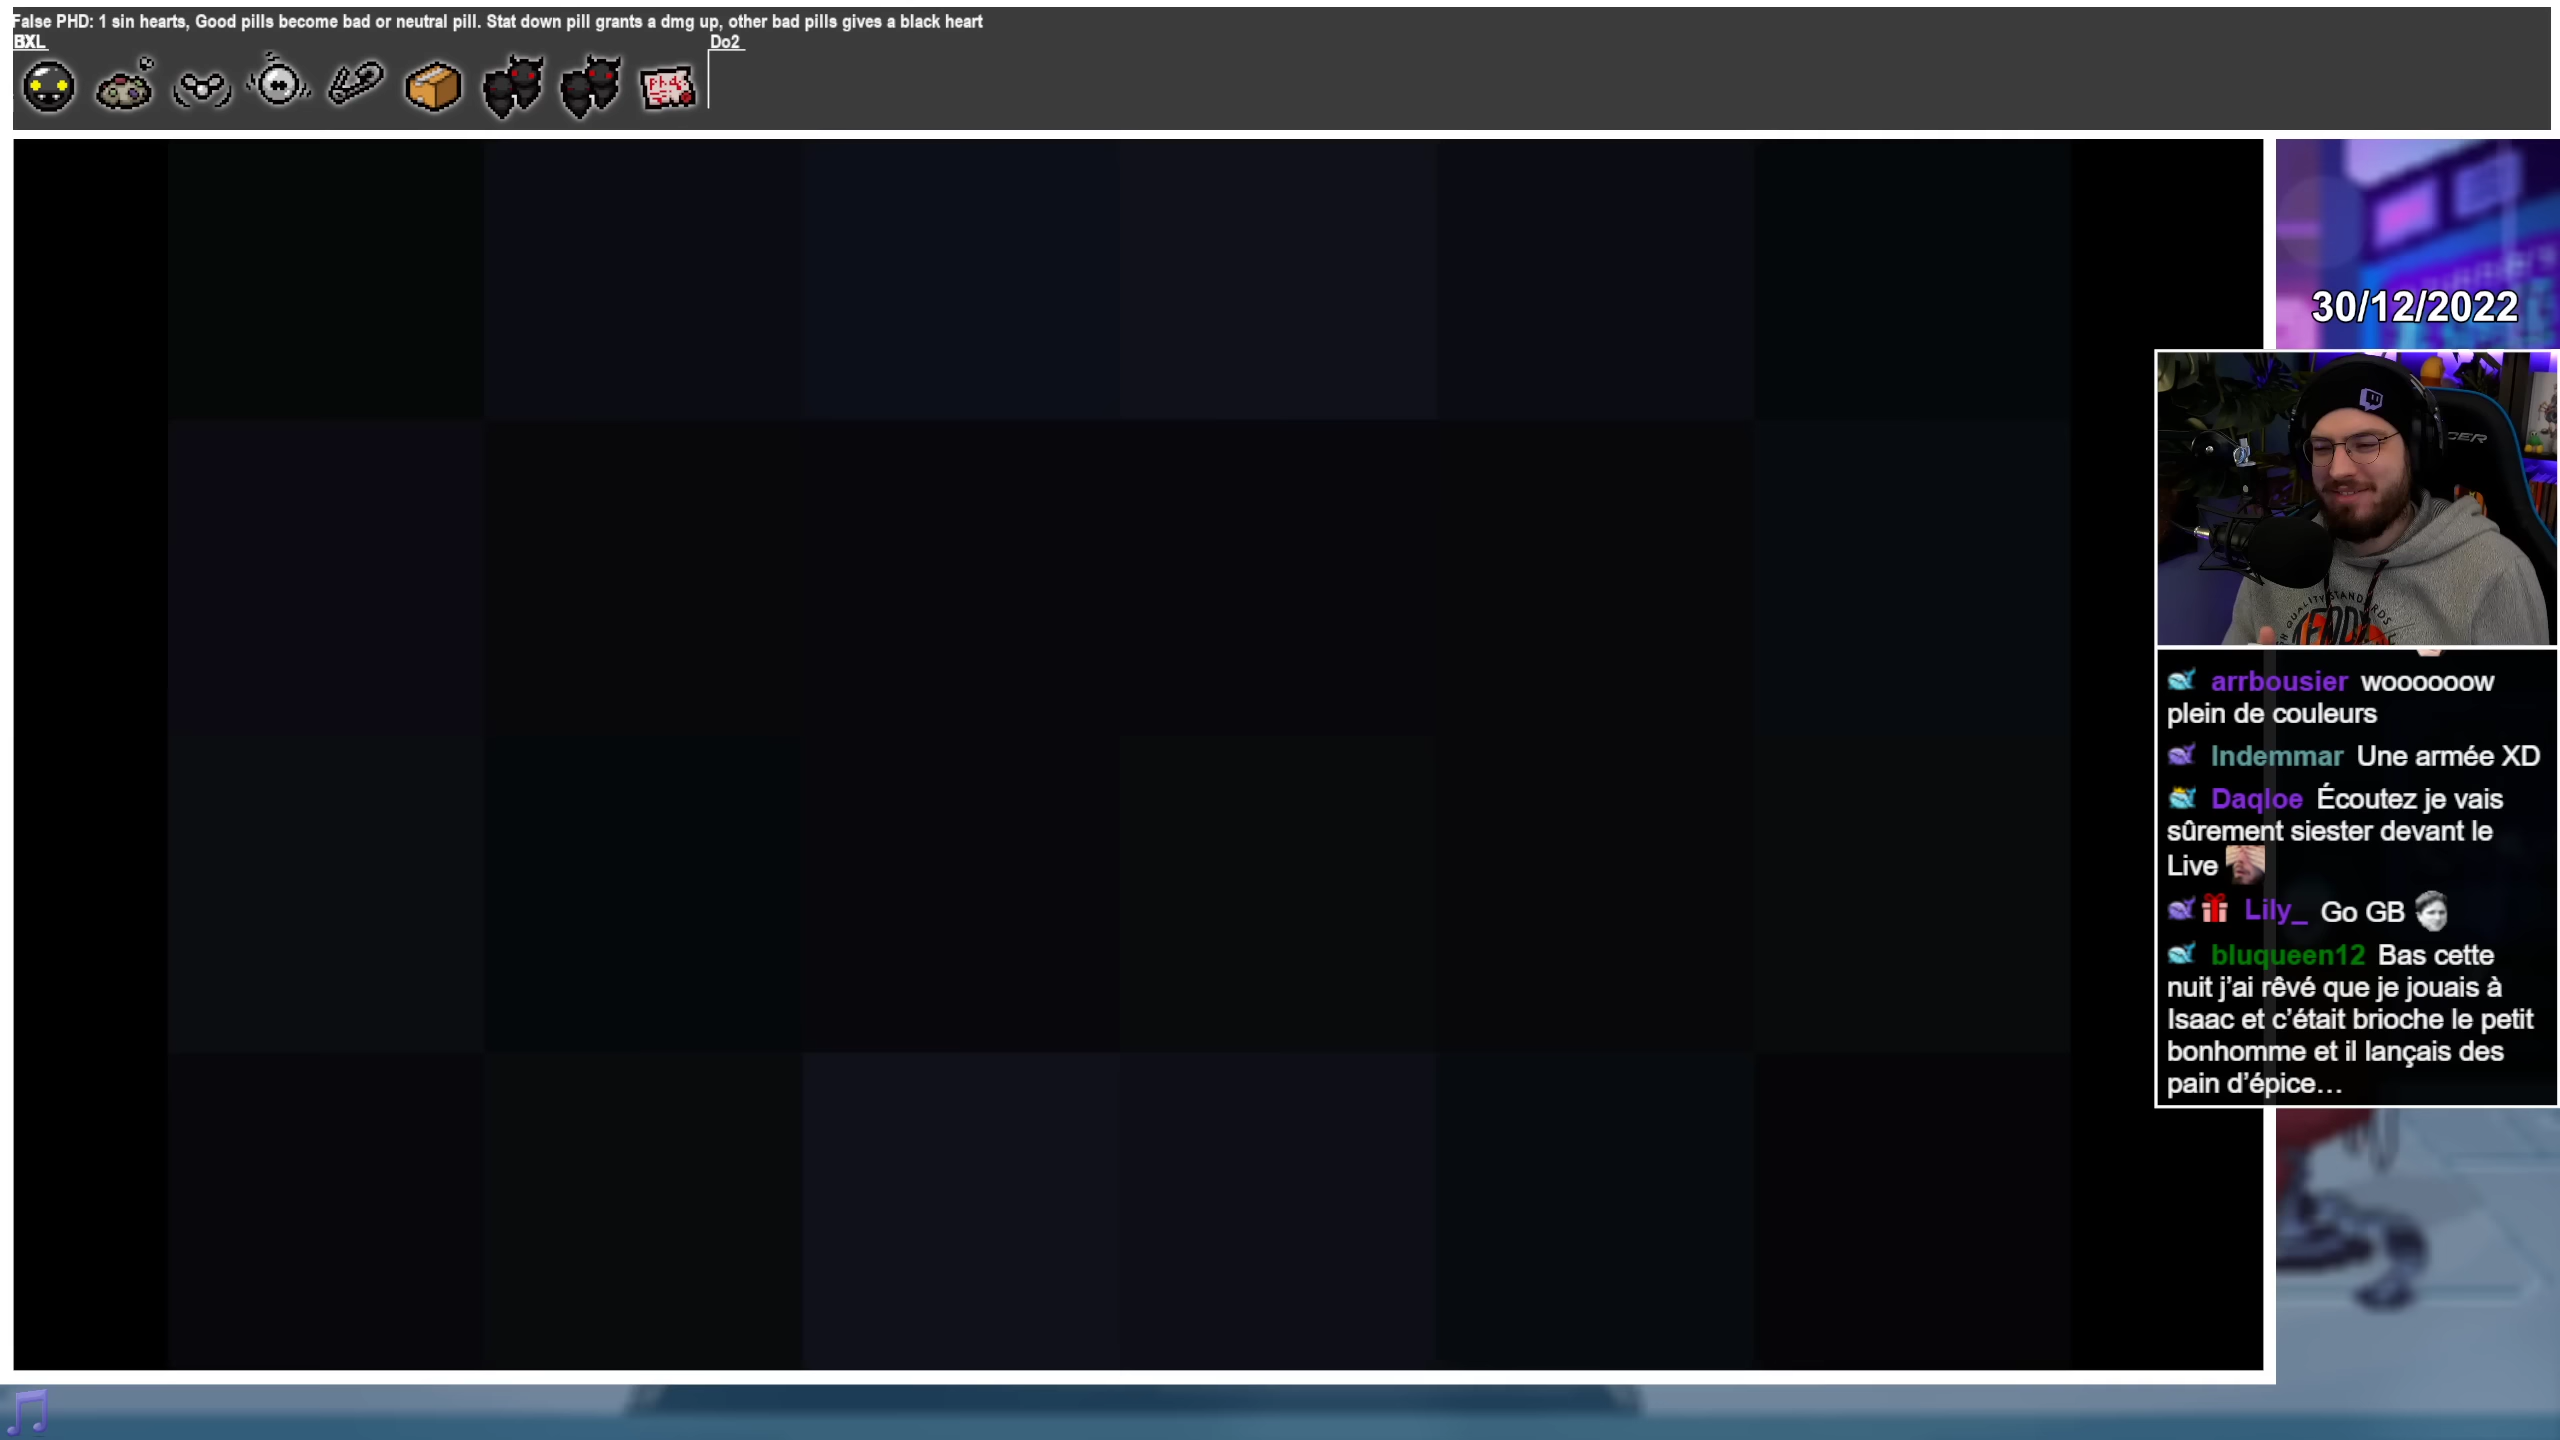 False PHD: 1 sin hearts, Good pills become bad or neutral pill. Stat down pill grants a dmg up, other bad pills gives a black heart
BXL
Do2
30/12/2022
arrbousier woooooow
plein de couleurs
Indemmar Une armée XD
Daqloe Écoutez je vais
sûrement siester devant le
Live
Lily_ Go GB
bluqueen12 Bas cette
nuit j’ai rêvé que je jouais à
Isaac et c’était brioche le petit
bonhomme et il lançais des
pain d’épice…